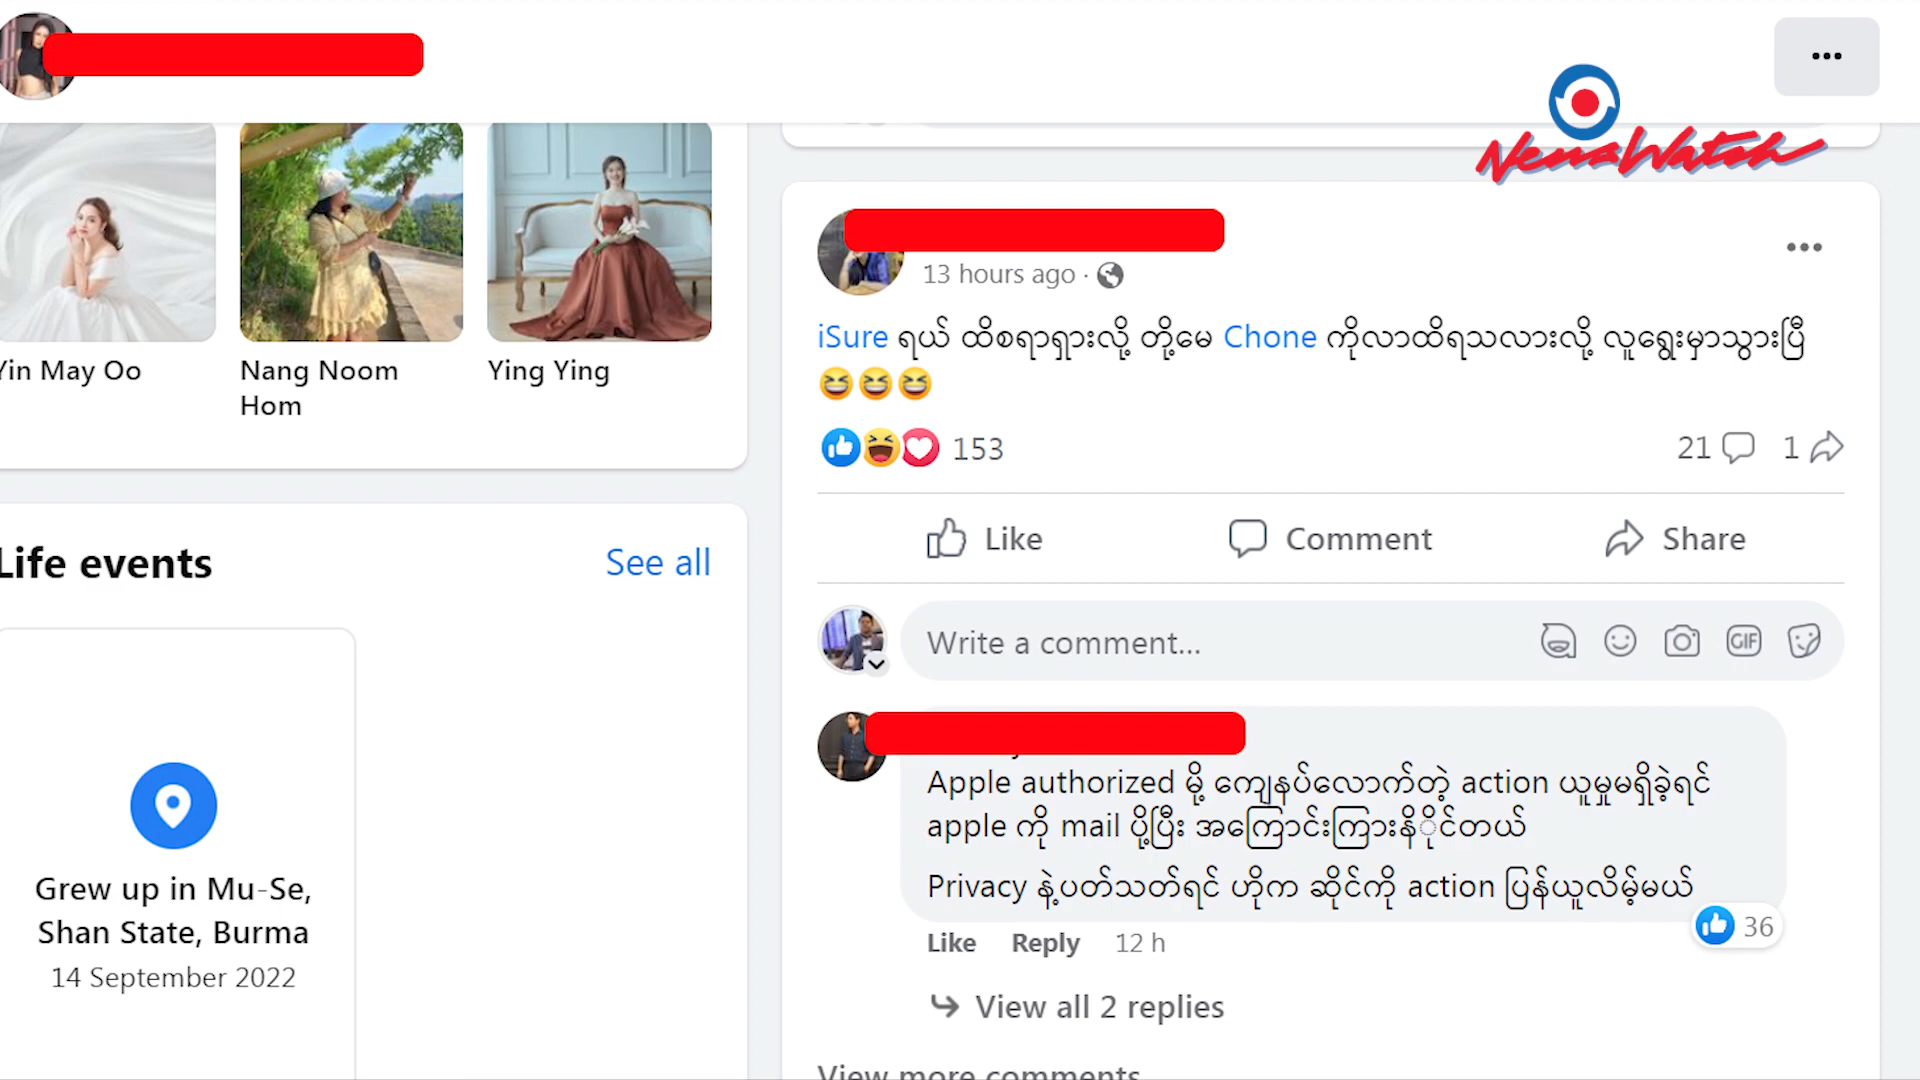 News Watch
Yin May Oo
Nang Noom
Hom
Ying Ying
Life events
See all
Grew up in Mu-Se,
Shan State, Burma
14 September 2022
13 hours ago ·
iSure ရယ် ထိစရာရှားလို့ တို့မေ Chone ကိုလာထိရသလားလို့ လူရွေးမှာသွားပြီ
153
21
1
Like
Comment
Share
Write a comment...
GIF
Apple authorized မို့ ကျေနပ်လောက်တဲ့ action ယူမှုမရှိခဲ့ရင်
apple ကို mail ပို့ပြီး အကြောင်းကြားနိုိင်တယ်
Privacy နဲ့ပတ်သတ်ရင် ဟိုက ဆိုင်ကို action ပြန်ယူလိမ့်မယ်
36
Like Reply 12 h
View all 2 replies
View more comments